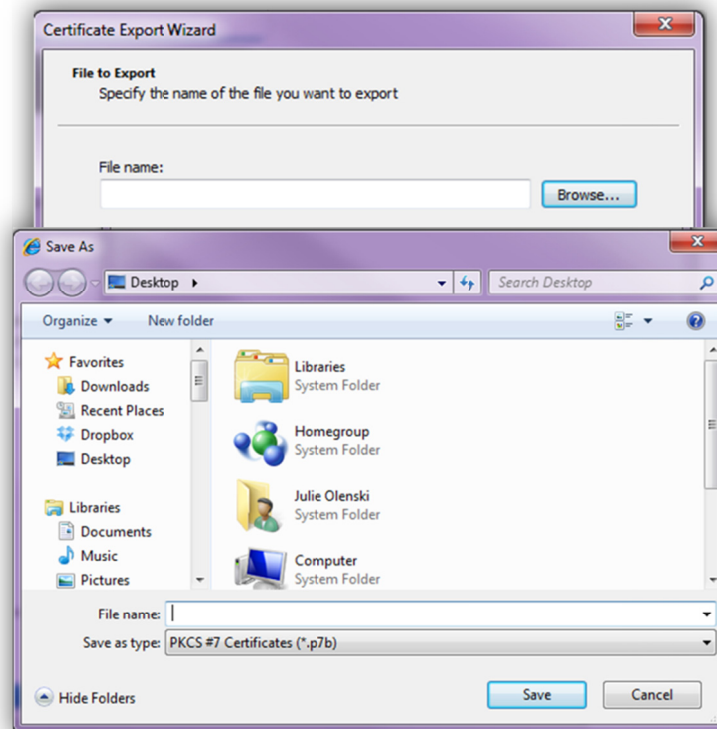 Certificate Export Wizard
File to Export
Specify the name of the file you want to export
File name:
Browse...
Save As
Desktop
Search Desktop
Organize
New folder
Favorites
Downloads
Recent Places
Dropbox
Desktop
Libraries
Documents
Music
Pictures
Libraries
System Folder
Homegroup
System Folder
Julie Olenski
System Folder
Computer
System Folder
File name:
Save as type: PKCS #7 Certificates (*.p7b)
Hide Folders
Save
Cancel